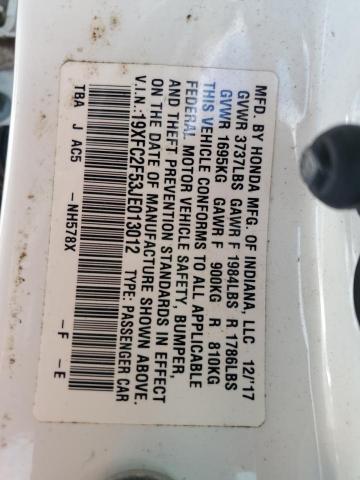 MFD. BY HONDA MFG. OF INDIANA, LLC 12/'17
GVWR 3737LBS GAWR F 1984LBS R 1786LBS
GVWR 1695KG GAWR F 900KG R 810KG
THIS VEHICLE CONFORMS TO ALL APPLICABLE
FEDERAL MOTOR VEHICLE SAFETY, BUMPER,
AND THEFT PREVENTION STANDARDS IN EFFECT
ON THE DATE OF MANUFACTURE SHOWN ABOVE.
V.I.N.:19XFC2F83JE013012 TYPE: PASSENGER CAR
TBA J AC5 -NH578X -F -E